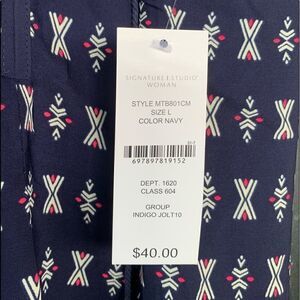 SIGNATURE STUDIO
WOMAN
STYLE MTB801CM
SIZE L
COLOR NAVY
697897819152
DEPT. 1620
CLASS 604
GROUP
INDIGO JOLT10
$40.00